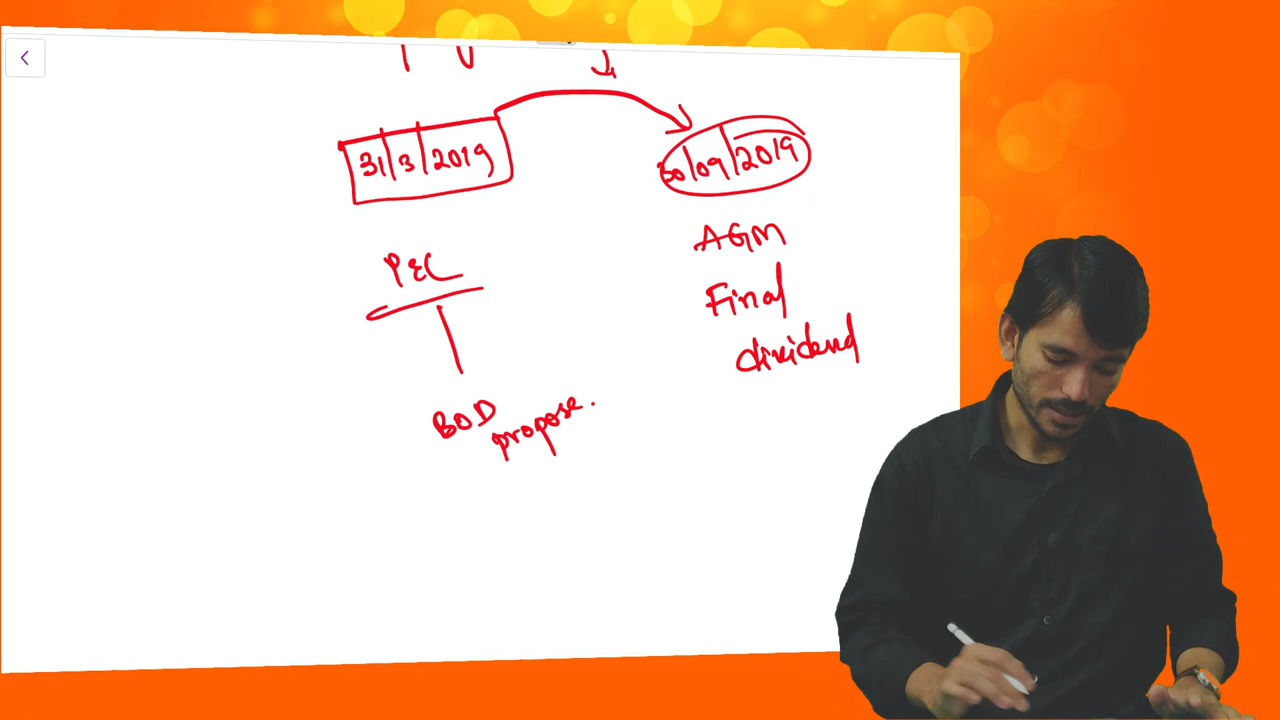 31/3/2019
30/09/2019
AGM
Final
dividend
P&L
BOD
propose.